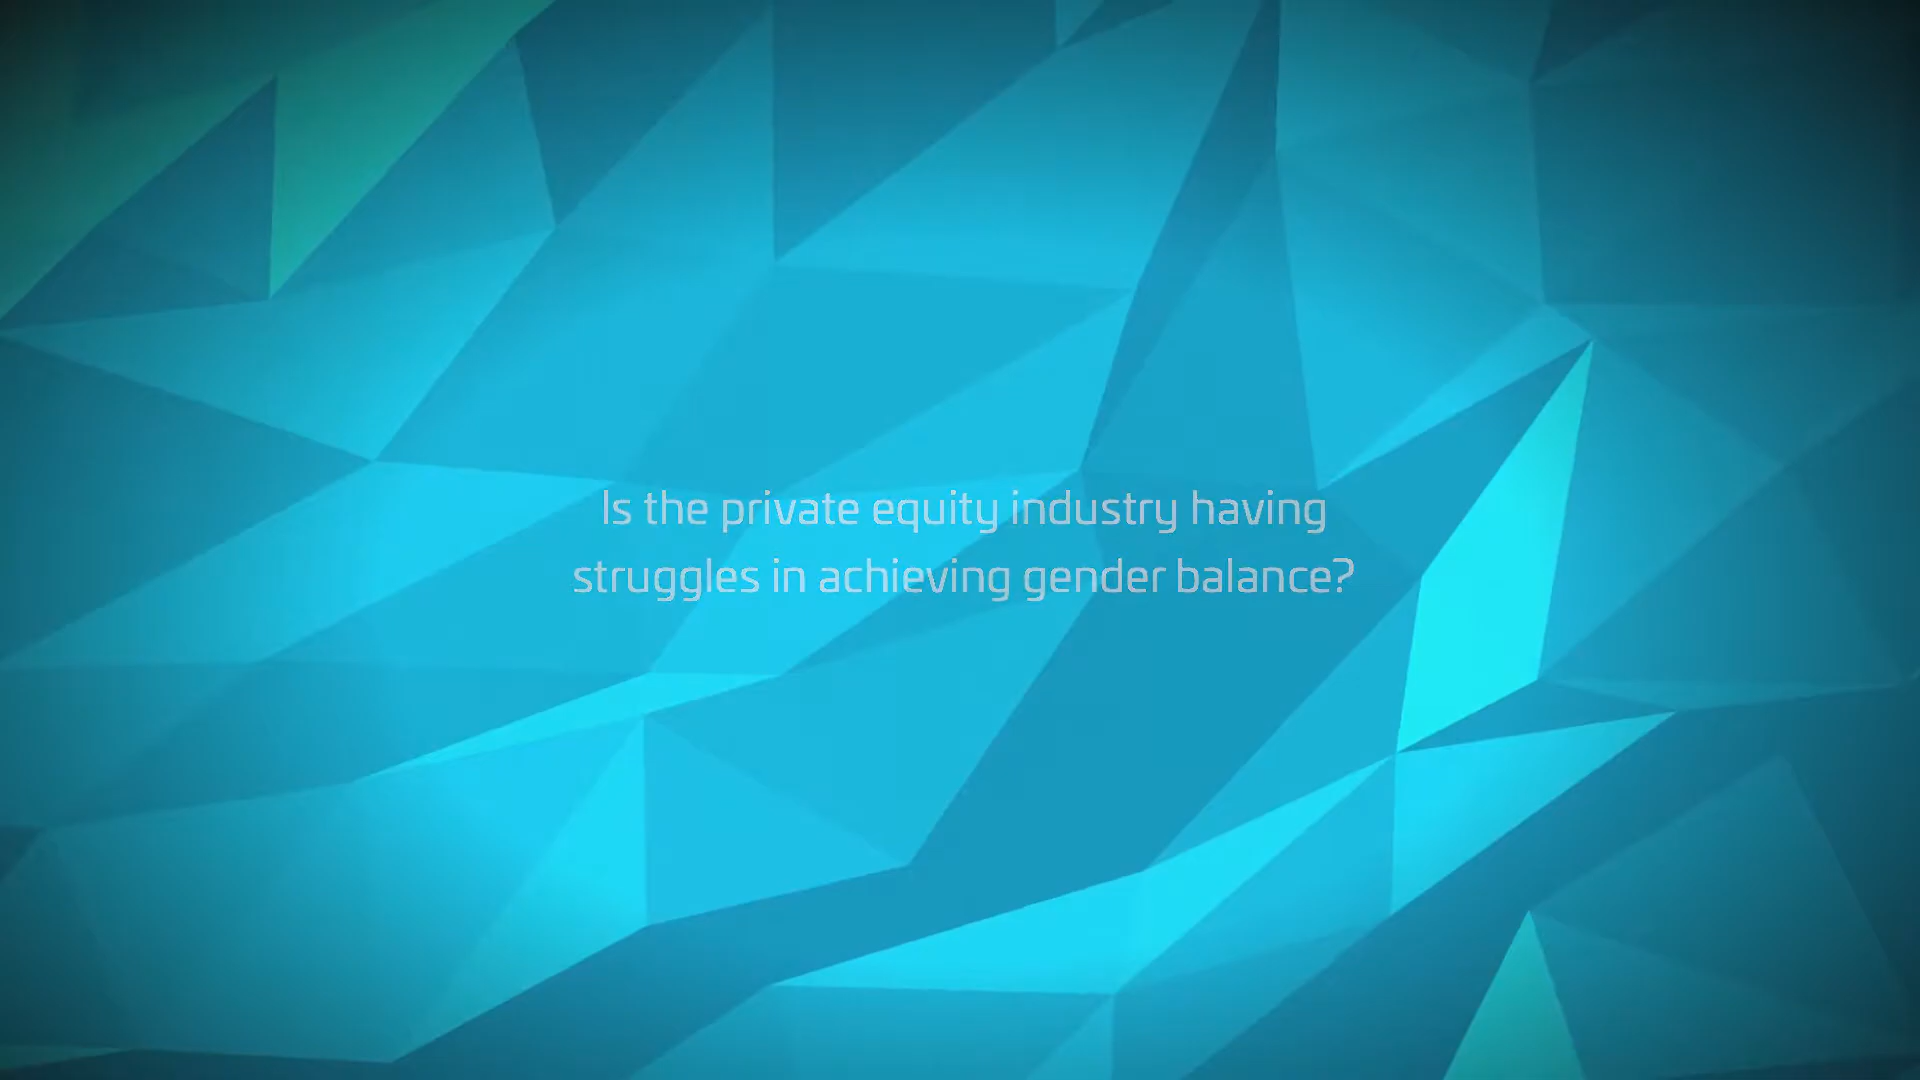 Is the private equity industry having
struggles in achieving gender balance?